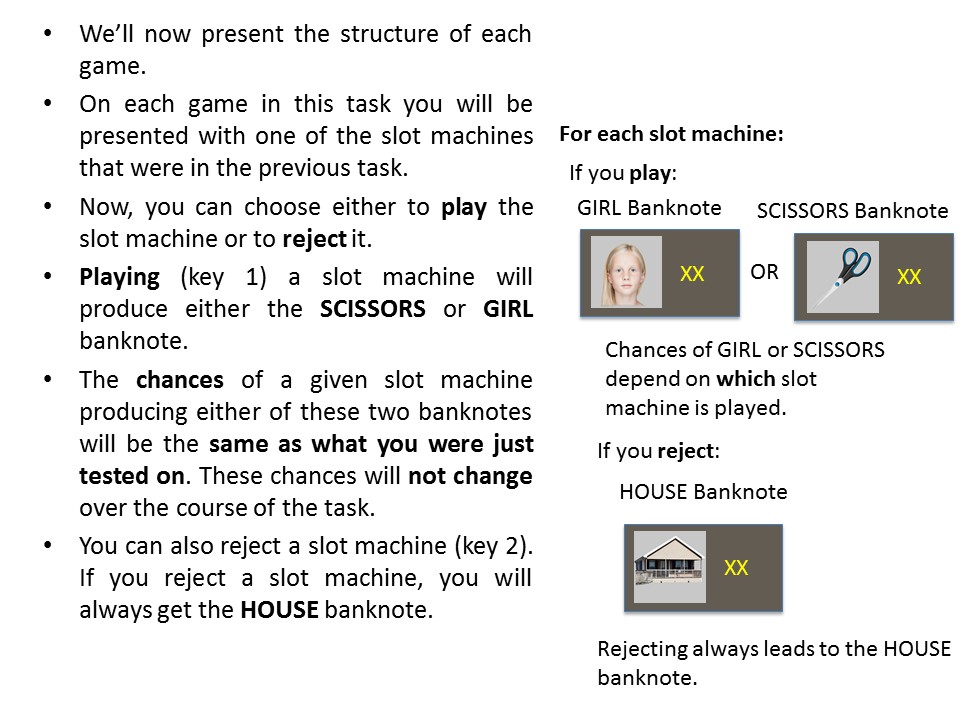 • We’ll now present the structure of each
game.
• On each game in this task you will be
presented with one of the slot machines
that were in the previous task.
• Now, you can choose either to play the
slot machine or to reject it.
• Playing (key 1) a slot machine will
produce either the SCISSORS or GIRL
banknote.
• The chances of a given slot machine
producing either of these two banknotes
will be the same as what you were just
tested on. These chances will not change
over the course of the task.
• You can also reject a slot machine (key 2).
If you reject a slot machine, you will
always get the HOUSE banknote.
For each slot machine:
If you play:
GIRL Banknote
SCISSORS Banknote
XX
OR
XX
Chances of GIRL or SCISSORS
depend on which slot
machine is played.
If you reject:
HOUSE Banknote
XX
Rejecting always leads to the HOUSE
banknote.